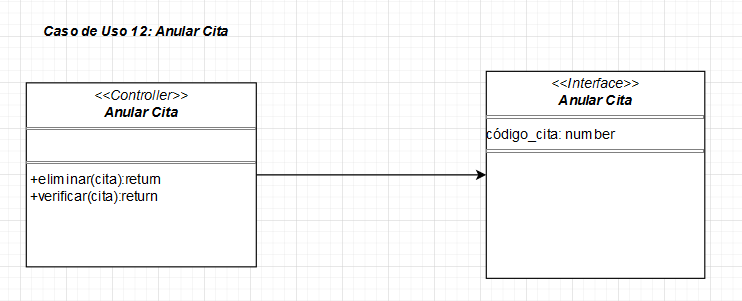 Caso de Uso 12: Anular Cita
<<Controller>>
Anular Cita
+eliminar(cita):return
+verificar(cita):return
<<Interface>>
Anular Cita
código_cita: number